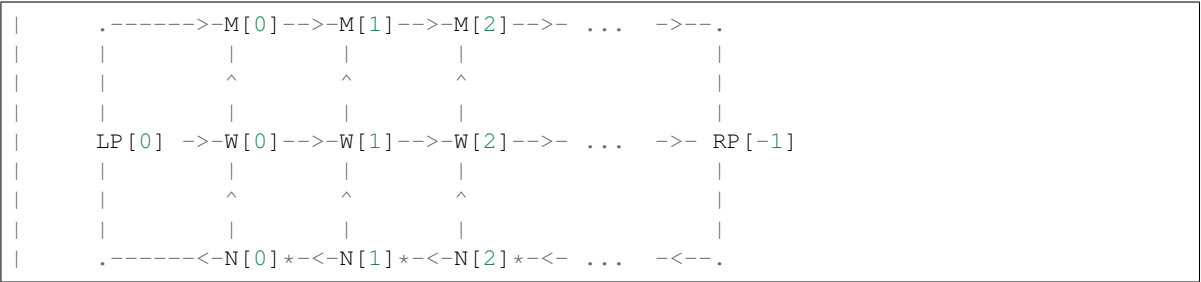 |      .------>-M[0]-->-M[1]-->-M[2]-->- ...  ->--.
|      |        |       |       |                 |
|      |        ^       ^       ^                 |
|      |        |       |       |                 |
|      LP[0] ->-W[0]-->-W[1]-->-W[2]-->- ...  ->- RP[-1]
|      |        |       |       |                 |
|      |        ^       ^       ^                 |
|      |        |       |       |                 |
|      .------<-N[0]*-<-N[1]*-<-N[2]*-<- ...  -<--.